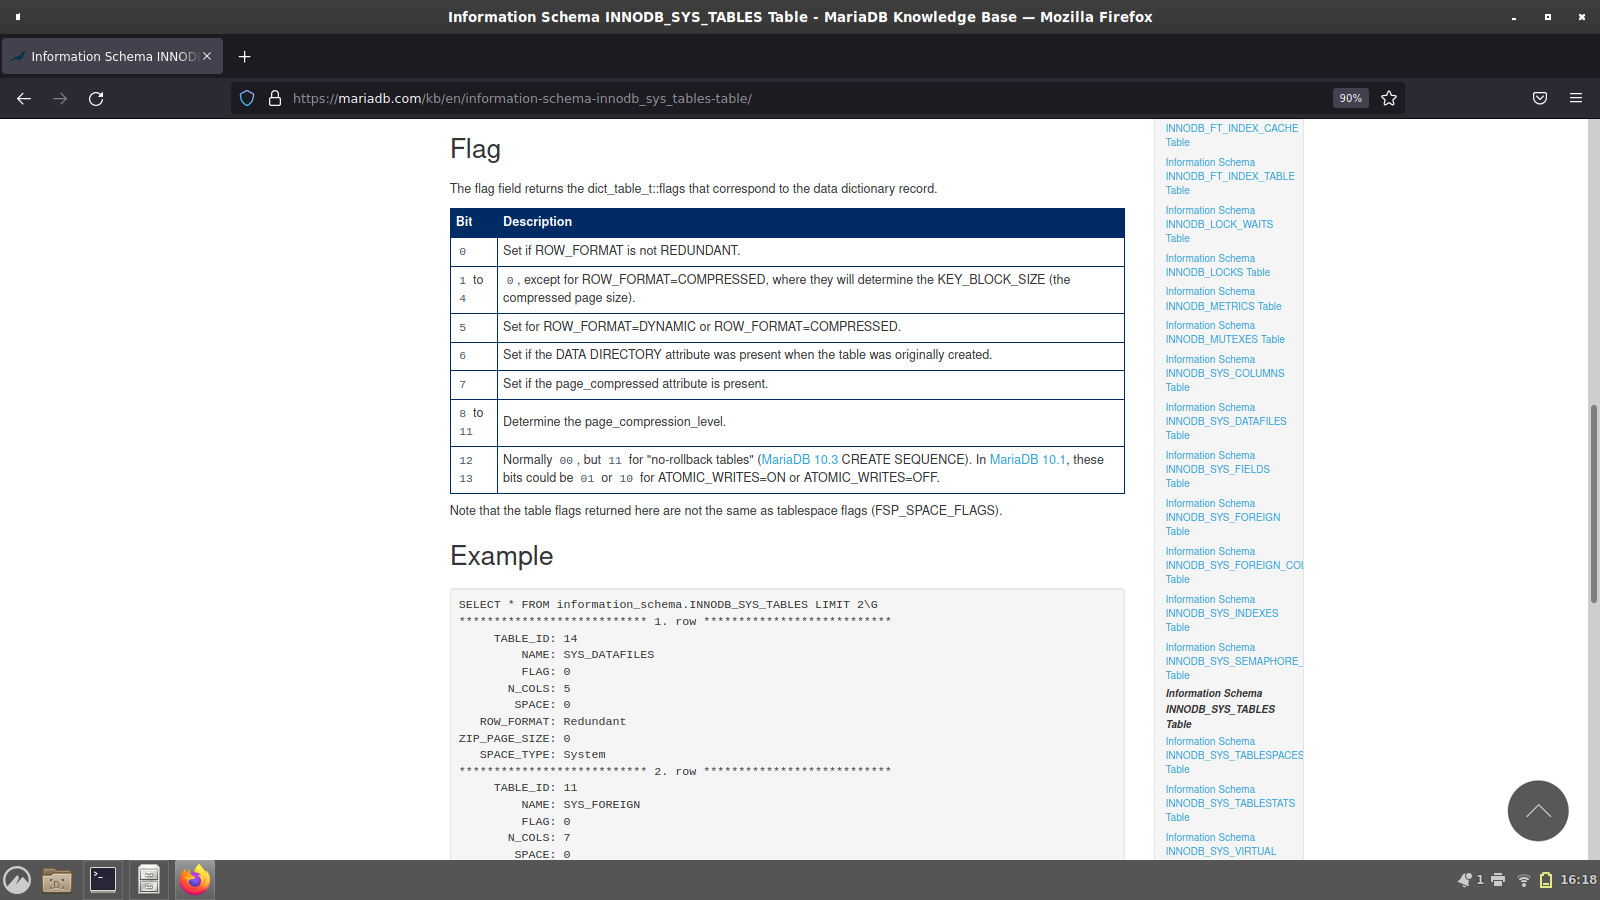 Information Schema INNODB_SYS_TABLES Table - MariaDB Knowledge Base — Mozilla Firefox
Information Schema INNOD
https://mariadb.com/kb/en/information-schema-innodb_sys_tables-table/
90%
Flag
The flag field returns the dict_table_t::flags that correspond to the data dictionary record.
Bit Description
0 Set if ROW_FORMAT is not REDUNDANT.
1 to 4 0 , except for ROW_FORMAT=COMPRESSED, where they will determine the KEY_BLOCK_SIZE (the
compressed page size).
5 Set for ROW_FORMAT=DYNAMIC or ROW_FORMAT=COMPRESSED.
6 Set if the DATA DIRECTORY attribute was present when the table was originally created.
7 Set if the page_compressed attribute is present.
8 to 11 Determine the page_compression_level.
12 13 Normally 00 , but 11 for "no-rollback tables" (MariaDB 10.3 CREATE SEQUENCE). In MariaDB 10.1, these
bits could be 01 or 10 for ATOMIC_WRITES=ON or ATOMIC_WRITES=OFF.
Note that the table flags returned here are not the same as tablespace flags (FSP_SPACE_FLAGS).
Example
SELECT * FROM information_schema.INNODB_SYS_TABLES LIMIT 2\G
*************************** 1. row ***************************
TABLE_ID: 14
NAME: SYS_DATAFILES
FLAG: 0
N_COLS: 5
SPACE: 0
ROW_FORMAT: Redundant
ZIP_PAGE_SIZE: 0
SPACE_TYPE: System
*************************** 2. row ***************************
TABLE_ID: 11
NAME: SYS_FOREIGN
FLAG: 0
N_COLS: 7
SPACE: 0
INNODB_FT_INDEX_CACHE
Table
Information Schema
INNODB_FT_INDEX_TABLE
Table
Information Schema
INNODB_LOCK_WAITS
Table
Information Schema
INNODB_LOCKS Table
Information Schema
INNODB_METRICS Table
Information Schema
INNODB_MUTEXES Table
Information Schema
INNODB_SYS_COLUMNS
Table
Information Schema
INNODB_SYS_DATAFILES
Table
Information Schema
INNODB_SYS_FIELDS
Table
Information Schema
INNODB_SYS_FOREIGN
Table
Information Schema
INNODB_SYS_FOREIGN_COL
Table
Information Schema
INNODB_SYS_INDEXES
Table
Information Schema
INNODB_SYS_SEMAPHORE_
Table
Information Schema
INNODB_SYS_TABLES
Table
Information Schema
INNODB_SYS_TABLESPACES
Table
Information Schema
INNODB_SYS_TABLESTATS
Table
Information Schema
INNODB_SYS_VIRTUAL
1
16:18